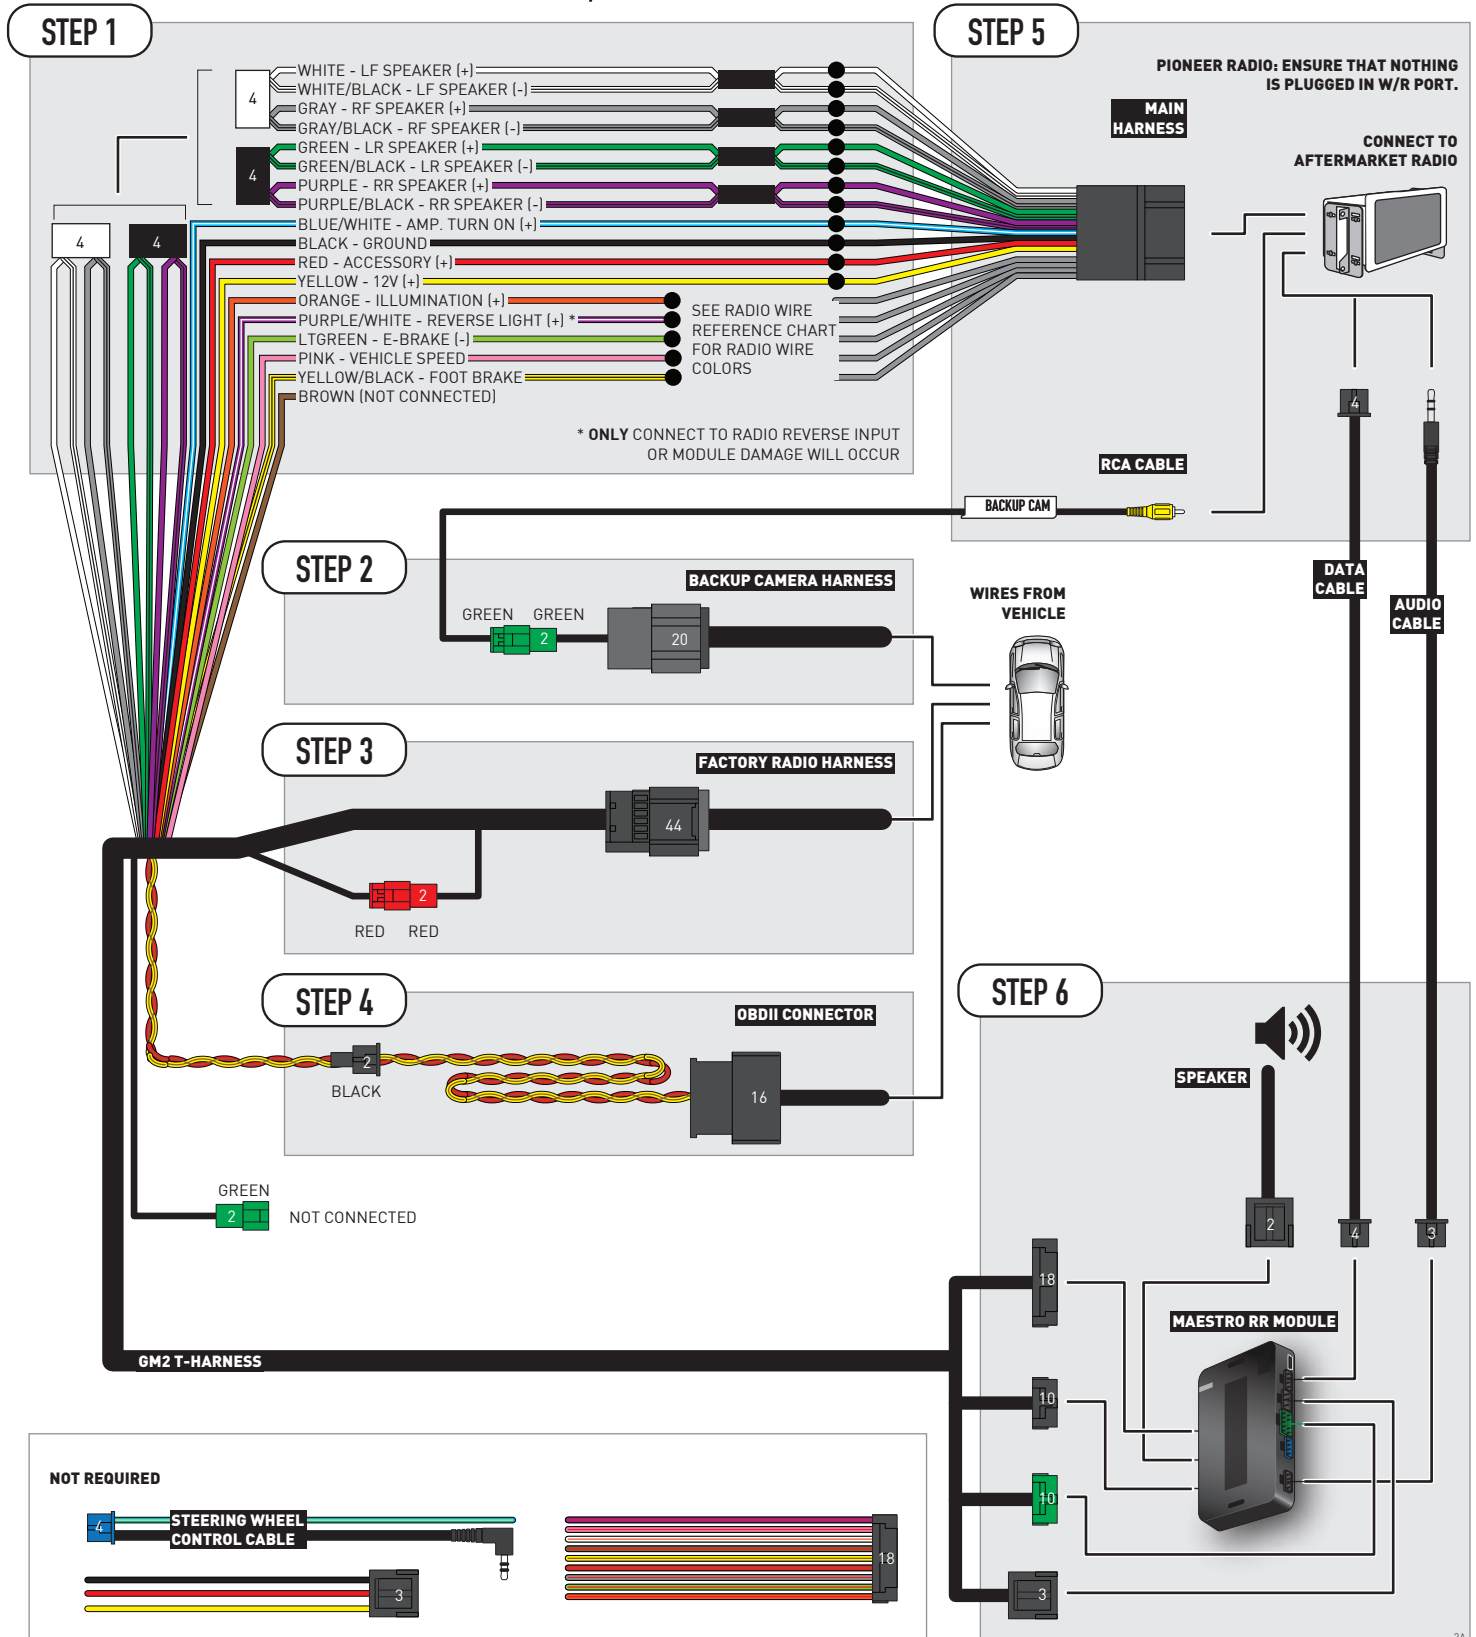 STEP 1
4
WHITE - LF SPEAKER (+)
WHITE/BLACK - LF SPEAKER (-)
GRAY - RF SPEAKER (+)
GRAY/BLACK - RF SPEAKER (-)
4
GREEN - LR SPEAKER (+)
GREEN/BLACK - LR SPEAKER (-)
PURPLE - RR SPEAKER (+)
PURPLE/BLACK - RR SPEAKER (-)
4
4
BLUE/WHITE - AMP. TURN ON (+)
BLACK - GROUND
RED - ACCESSORY (+)
YELLOW - 12V (+)
ORANGE - ILLUMINATION (+)
PURPLE/WHITE - REVERSE LIGHT (+) *
LTGREEN - E-BRAKE (-)
PINK - VEHICLE SPEED
YELLOW/BLACK - FOOT BRAKE
BROWN (NOT CONNECTED)
SEE RADIO WIRE
REFERENCE CHART
FOR RADIO WIRE
COLORS
* ONLY CONNECT TO RADIO REVERSE INPUT
OR MODULE DAMAGE WILL OCCUR
STEP 5
PIONEER RADIO: ENSURE THAT NOTHING
IS PLUGGED IN W/R PORT.
MAIN
HARNESS
CONNECT TO
AFTERMARKET RADIO
4
RCA CABLE
BACKUP CAM
DATA
CABLE
AUDIO
CABLE
STEP 2
BACKUP CAMERA HARNESS
GREEN GREEN
2
20
WIRES FROM
VEHICLE
STEP 3
FACTORY RADIO HARNESS
44
2
RED RED
STEP 4
OBDII CONNECTOR
2
BLACK
16
GREEN
2
NOT CONNECTED
GM2 T-HARNESS
STEP 6
SPEAKER
2
4
3
18
MAESTRO RR MODULE
10
10
3
NOT REQUIRED
4
STEERING WHEEL
CONTROL CABLE
3
18